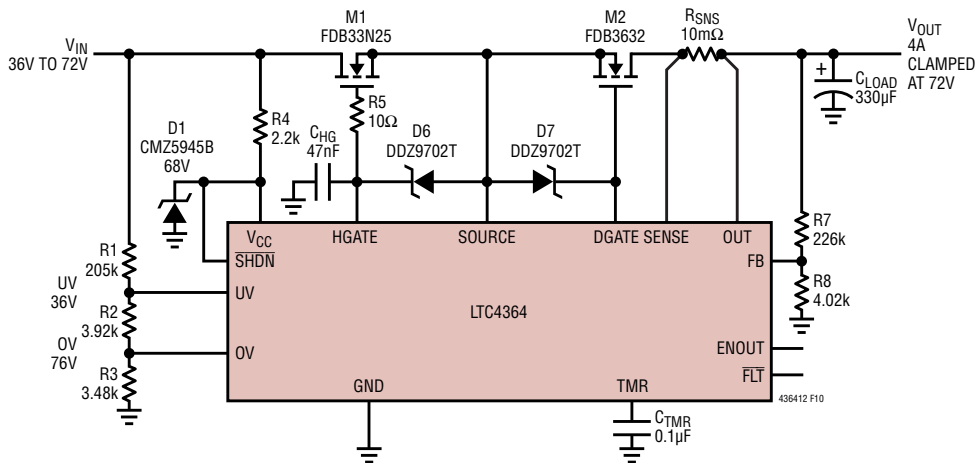 VIN
36V TO 72V
M1
FDB33N25
M2
FDB3632
RSNS
10mΩ
VOUT
4A
CLAMPED
AT 72V
+
CLOAD
330µF
R4
2.2k
R5
10Ω
CHG
47nF
D6
DDZ9702T
D7
DDZ9702T
D1
CMZ5945B
68V
R1
205k
UV
36V
R2
3.92k
OV
76V
R3
3.48k
VCC
HGATE
SOURCE
DGATE SENSE
OUT
SHDN
UV
OV
LTC4364
FB
ENOUT
FLT
GND
TMR
R7
226k
R8
4.02k
436412 F10
CTMR
0.1µF